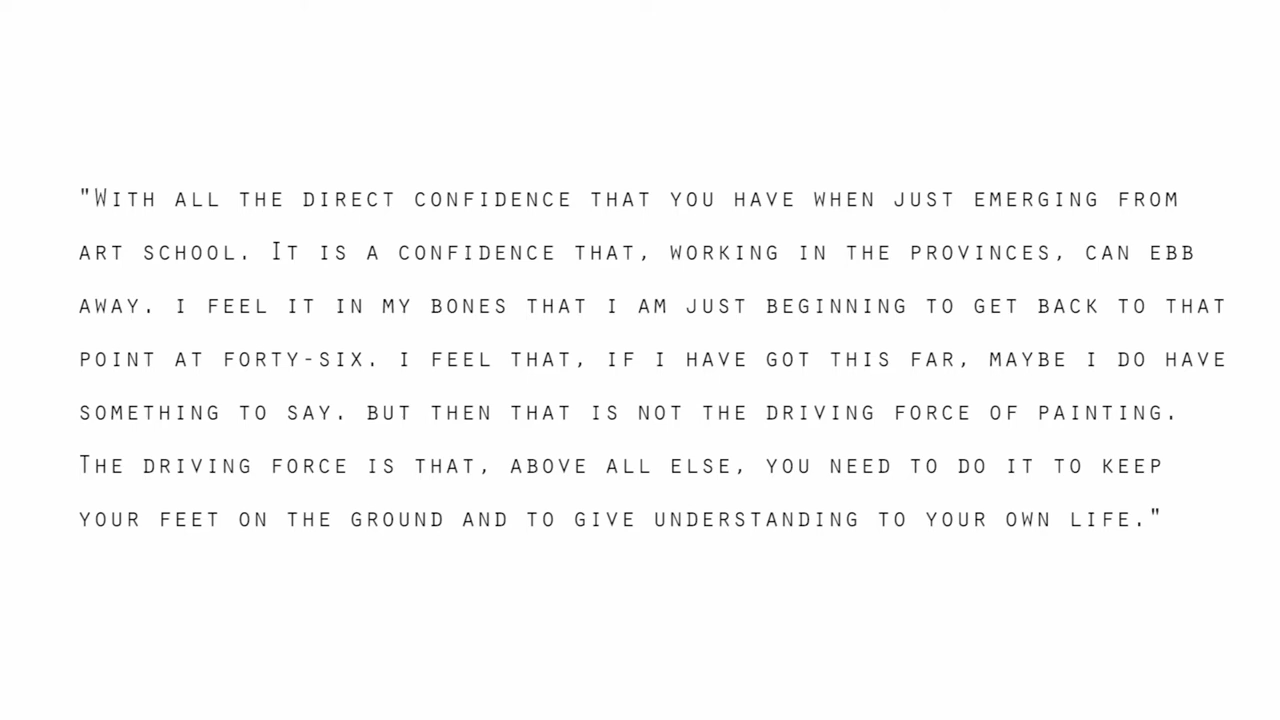 "With all the direct confidence that you have when just emerging from
art school. It is a confidence that, working in the provinces, can ebb
away. i feel it in my bones that i am just beginning to get back to that
point at forty-six. i feel that, if i have got this far, maybe i do have
something to say. but then that is not the driving force of painting.
The driving force is that, above all else, you need to do it to keep
your feet on the ground and to give understanding to your own life."